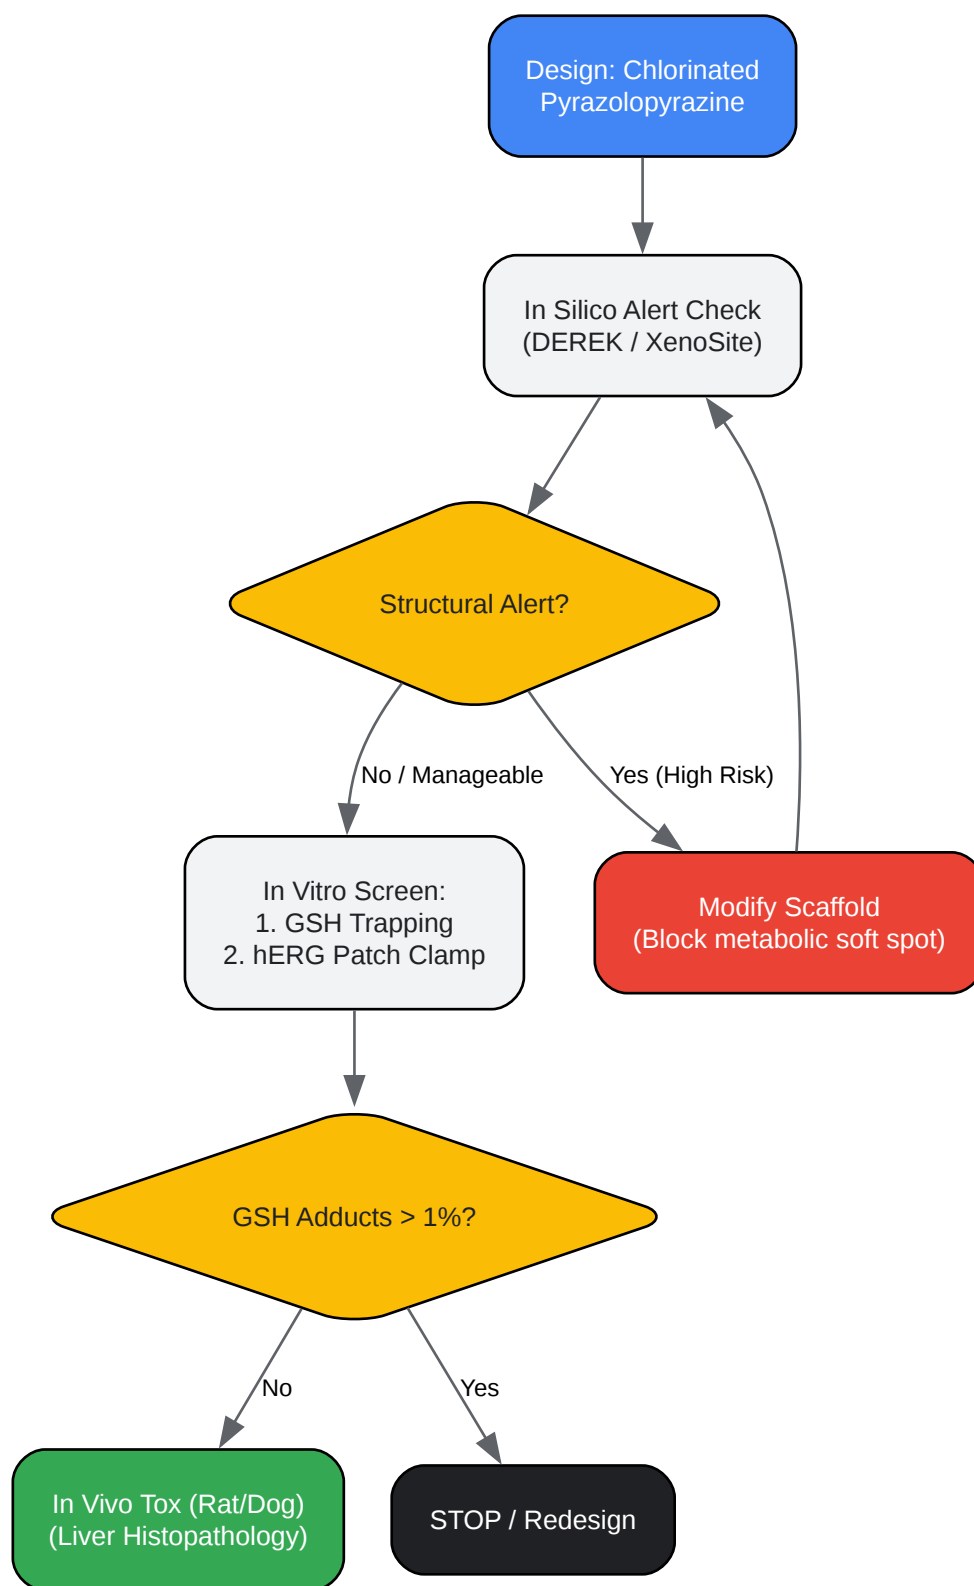 Design: Chlorinated
Pyrazolopyrazine
In Silico Alert Check
(DEREK / XenoSite)
Structural Alert?
No / Manageable
Yes (High Risk)
In Vitro Screen:
1. GSH Trapping
2. hERG Patch Clamp
Modify Scaffold
(Block metabolic soft spot)
GSH Adducts > 1%?
No
Yes
In Vivo Tox (Rat/Dog)
(Liver Histopathology)
STOP / Redesign